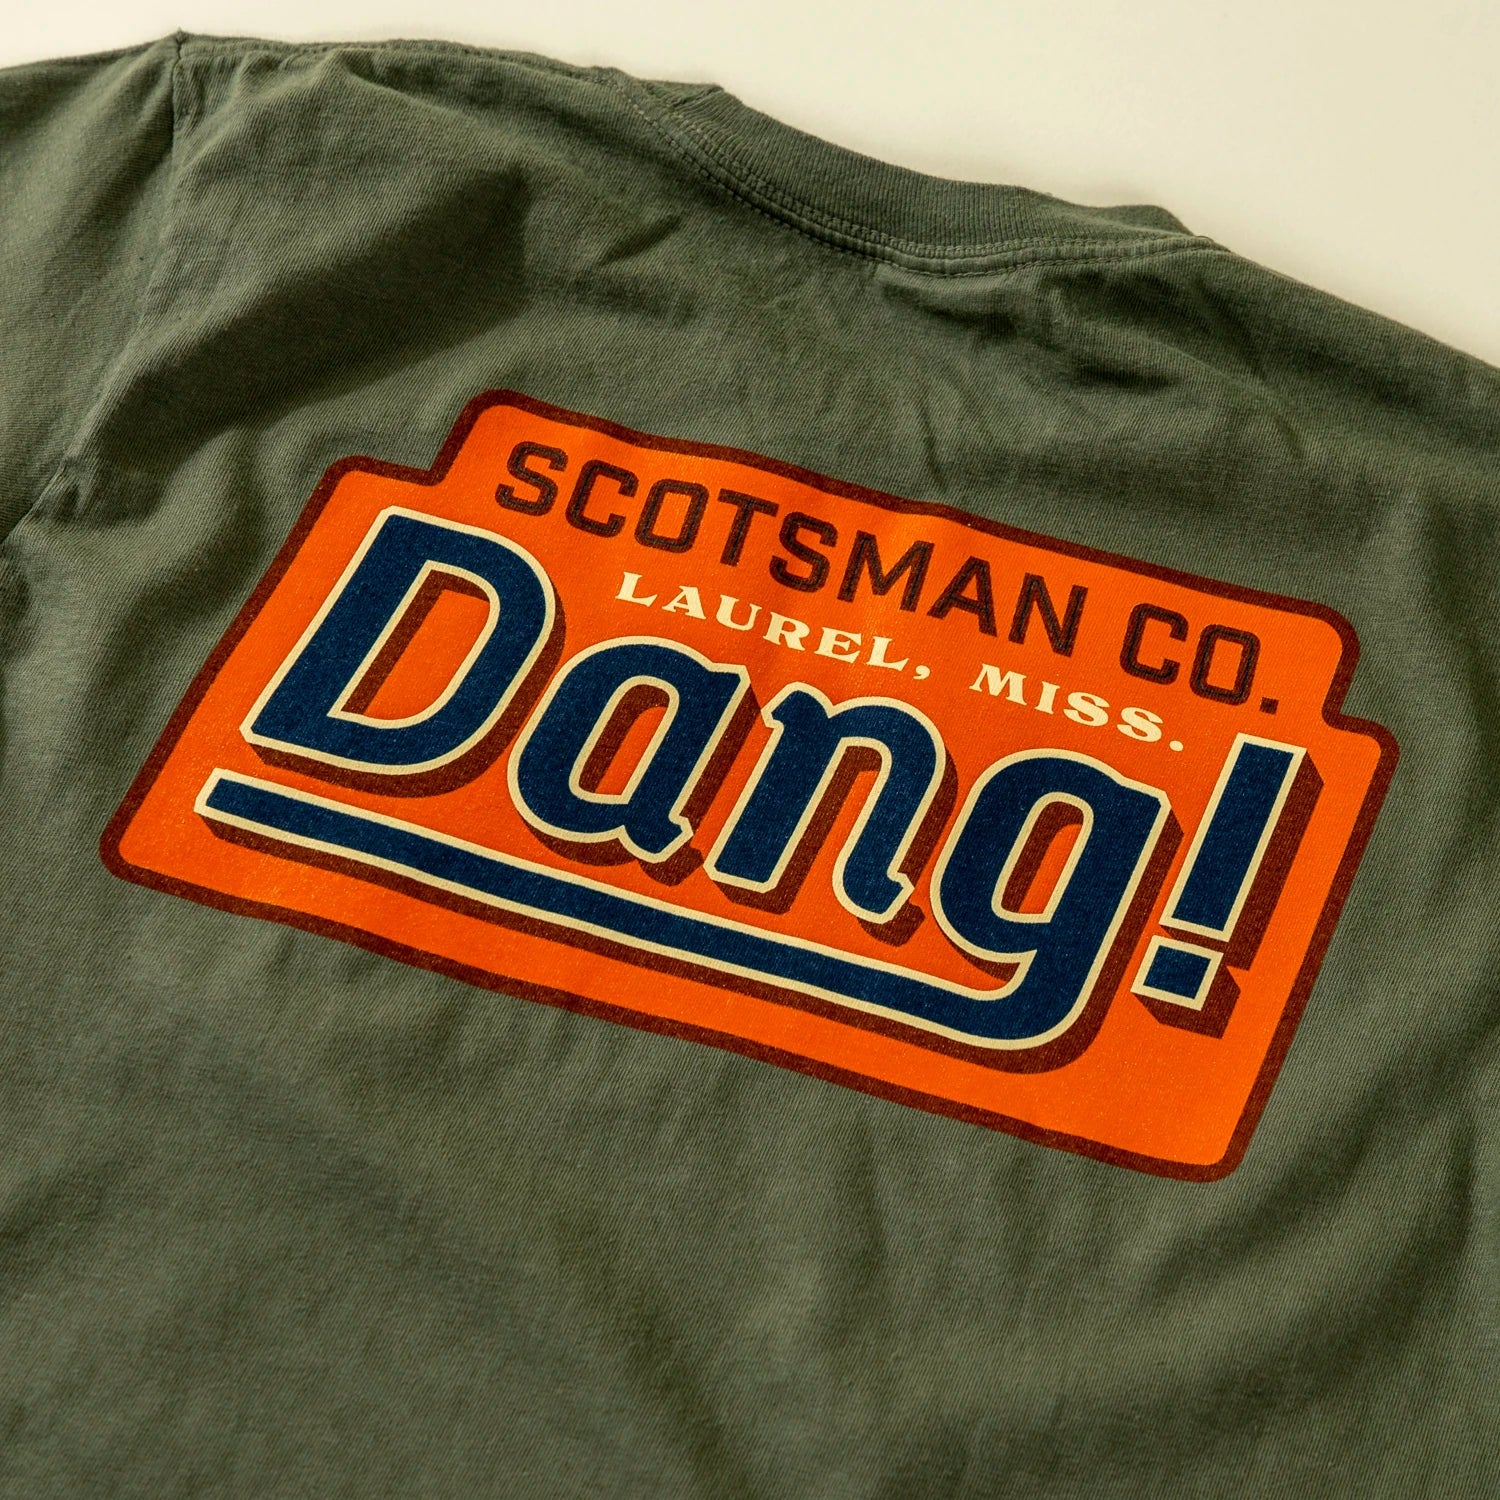 SCOTSMAN CO.
LAUREL, MISS.
Dang!